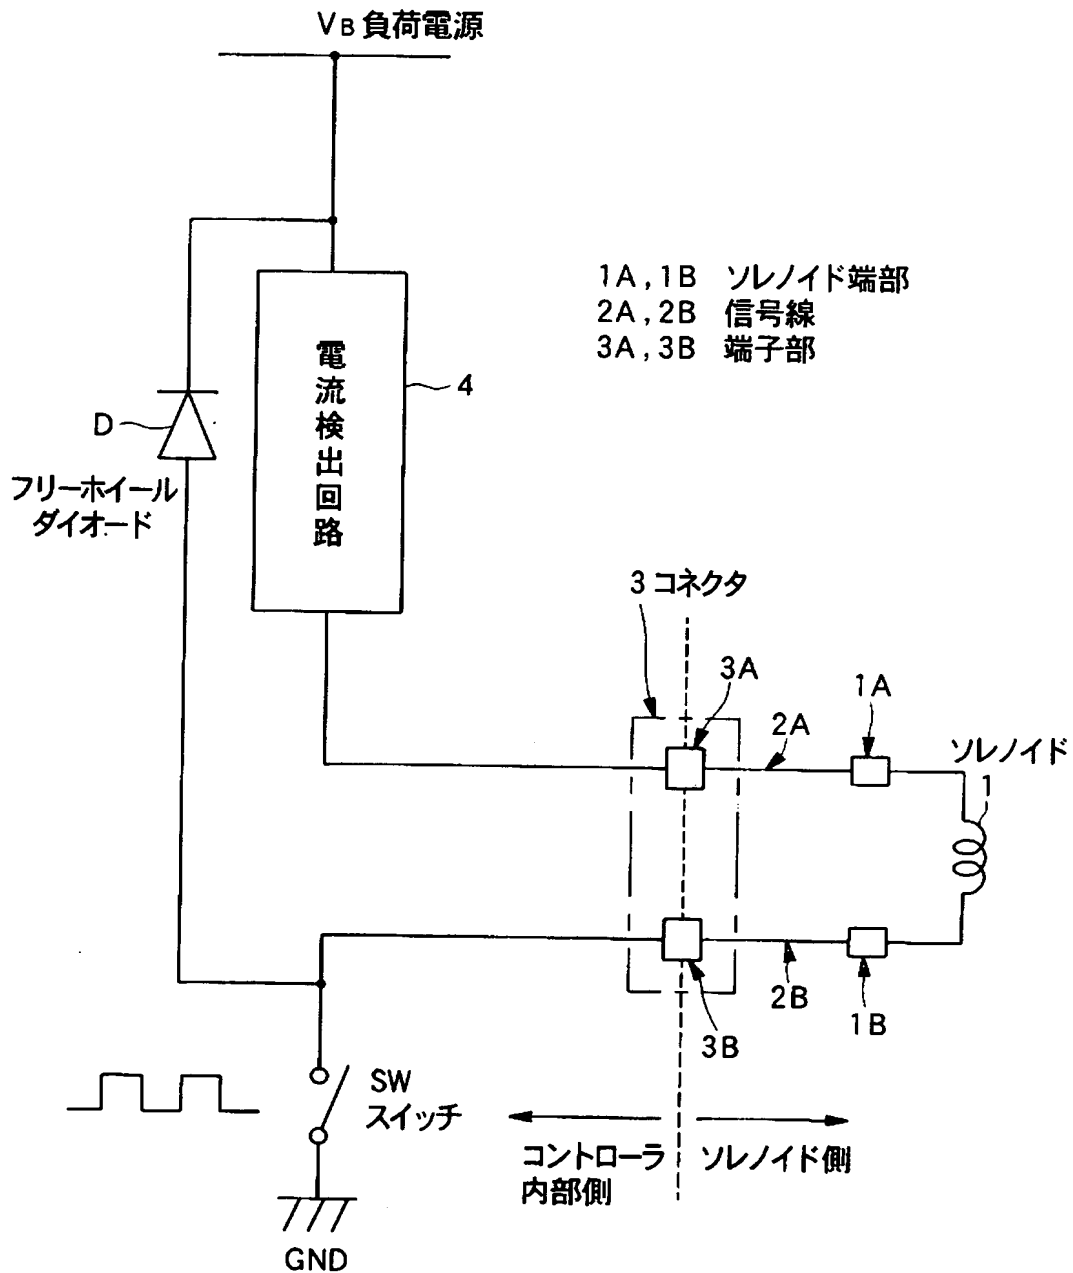 VB 負荷電源
1A,1B ソレノイド端部
2A,2B 信号線
3A,3B 端子部
電流検出回路
4
D
フリーホイール
ダイオード
3 コネクタ
3A
1A
2A
ソレノイド
1
2B
1B
3B
SW
スイッチ
コントローラ
内部側
ソレノイド側
GND